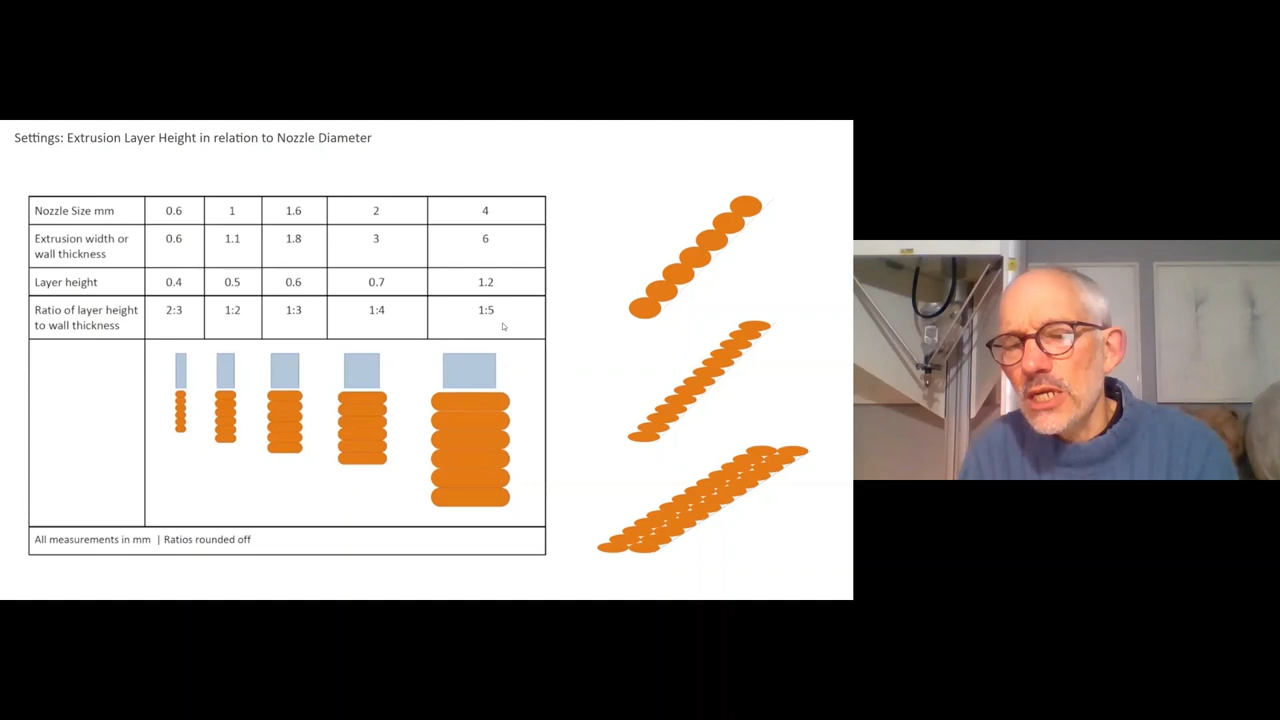 Settings: Extrusion Layer Height in relation to Nozzle Diameter
Nozzle Size mm 0.6 1 1.6 2 4
Extrusion width or 0.6 1.1 1.8 3 6
wall thickness
Layer height 0.4 0.5 0.6 0.7 1.2
Ratio of layer height 2:3 1:2 1:3 1:4 1:5
to wall thickness
All measurements in mm | Ratios rounded off